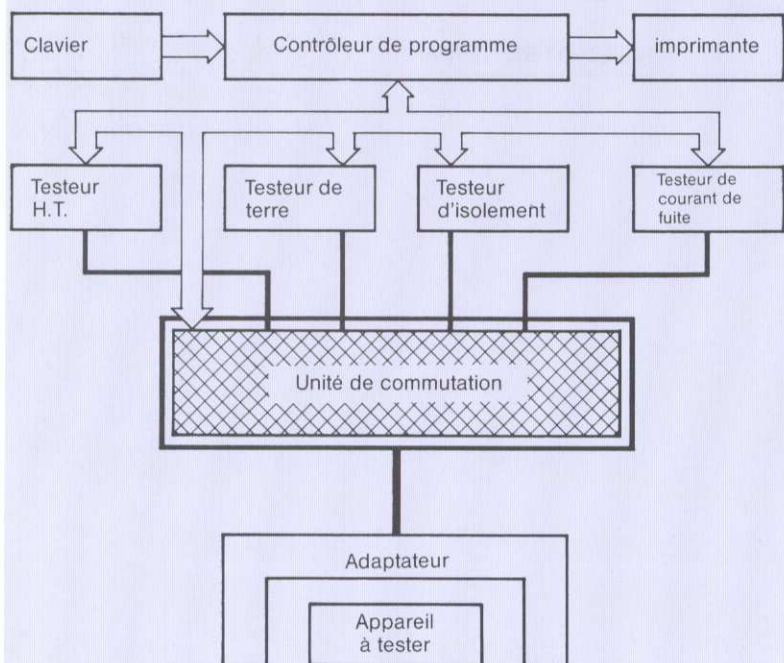 Clavier
Contrôleur de programme
imprimante
Testeur
H.T.
Testeur de
terre
Testeur
d'isolement
Testeur de
courant de
fuite
Unité de commutation
Adaptateur
Appareil
à tester